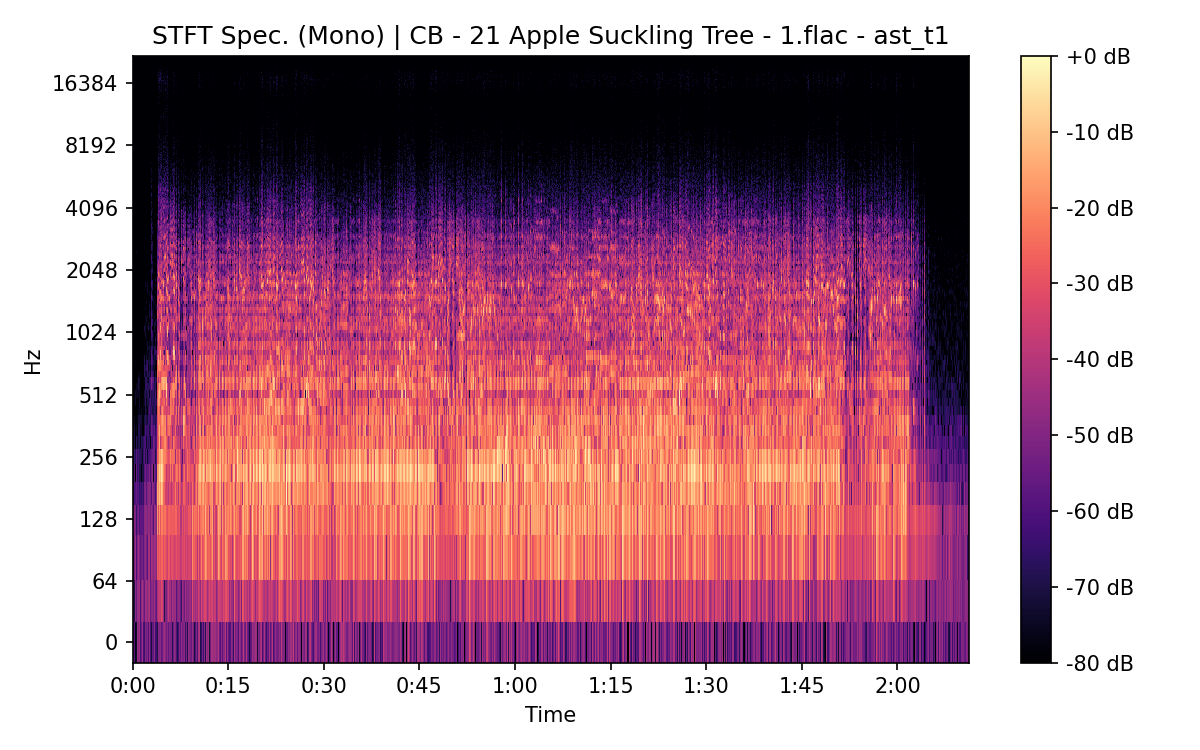 STFT Spec. (Mono) | CB - 21 Apple Suckling Tree - 1.flac - ast_t1
16384
8192
4096
2048
1024
512
256
128
64
0
Hz
0:00 0:15 0:30 0:45 1:00 1:15 1:30 1:45 2:00
Time
+0 dB
-10 dB
-20 dB
-30 dB
-40 dB
-50 dB
-60 dB
-70 dB
-80 dB